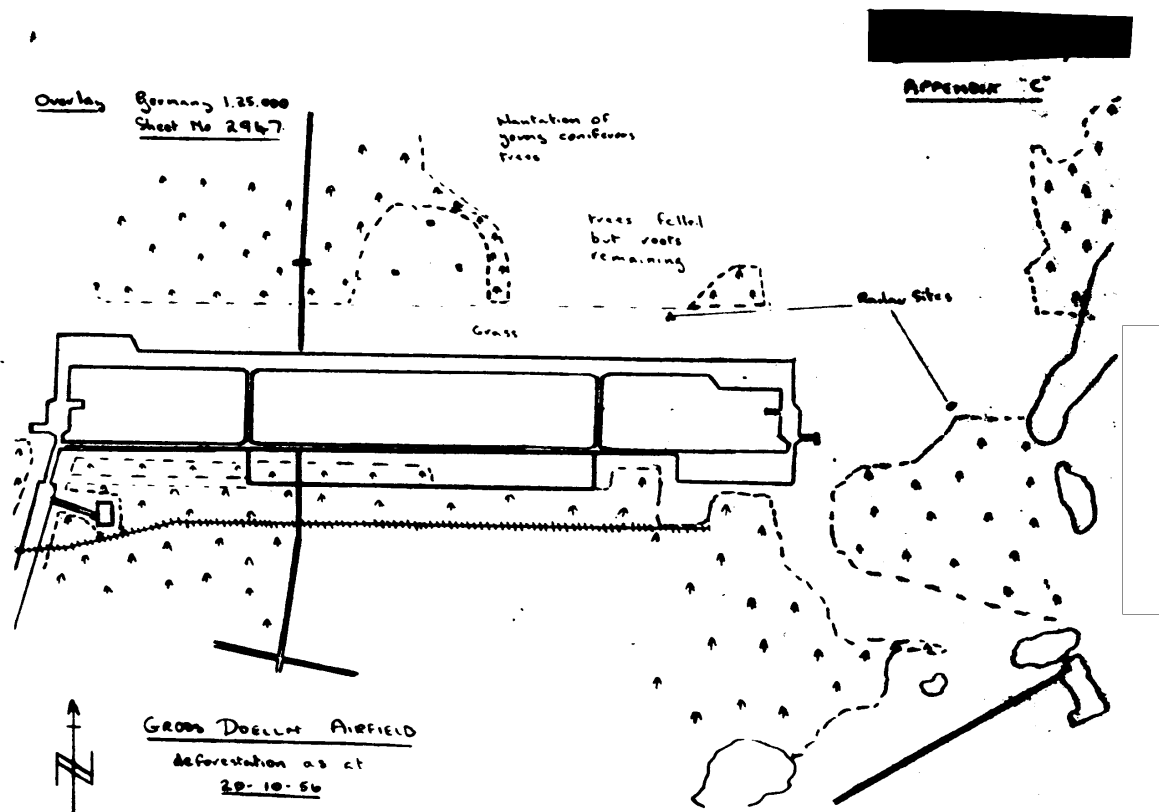 APPENDIX "C"
Overlay Germany 1.25.000
Sheet No 2947
Plantation of
young coniferous
trees
trees felled
but roots
remaining
Radar Sites
Grass
GROSS DOELLN AIRFIELD
deforestation as at
20-10-56
N